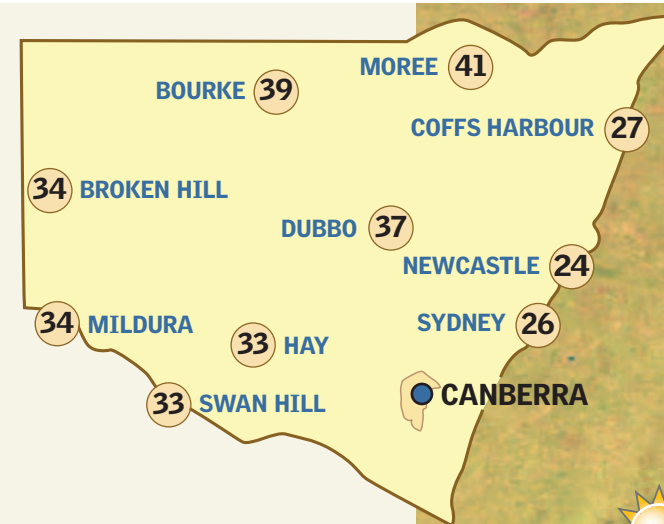 MOREE 41
BOURKE 39
COFFS HARBOUR 27
34 BROKEN HILL
DUBBO 37
NEWCASTLE 24
34 MILDURA
SYDNEY 26
33 HAY
CANBERRA
33 SWAN HILL